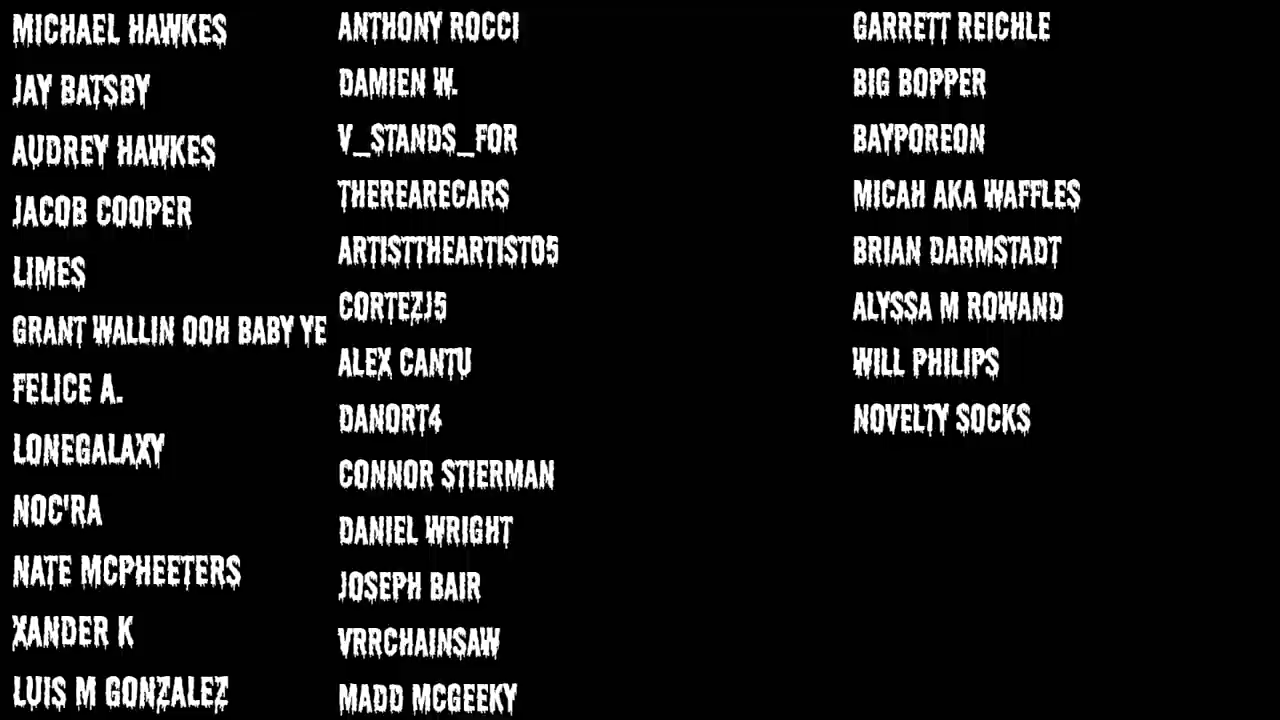 MICHAEL HAWKES
JAY BATSBY
AUDREY HAWKES
JACOB COOPER
LIMES
GRANT WALLIN OOH BABY YE
FELICE A.
LONEGALAXY
NOC'RA
NATE MCPHEETERS
XANDER K
LUIS M GONZALEZ
ANTHONY ROCCI
DAMIEN W.
V_STANDS_FOR
THEREARECARS
ARTISTTHEARTIST05
CORTEZJ5
ALEX CANTU
DANORT4
CONNOR STIERMAN
DANIEL WRIGHT
JOSEPH BAIR
VRRCHAINSAW
MADD MCGEEKY
GARRETT REICHLE
BIG BOPPER
BAYPOREON
MICAH AKA WAFFLES
BRIAN DARMSTADT
ALYSSA M ROWAND
WILL PHILIPS
NOVELTY SOCKS